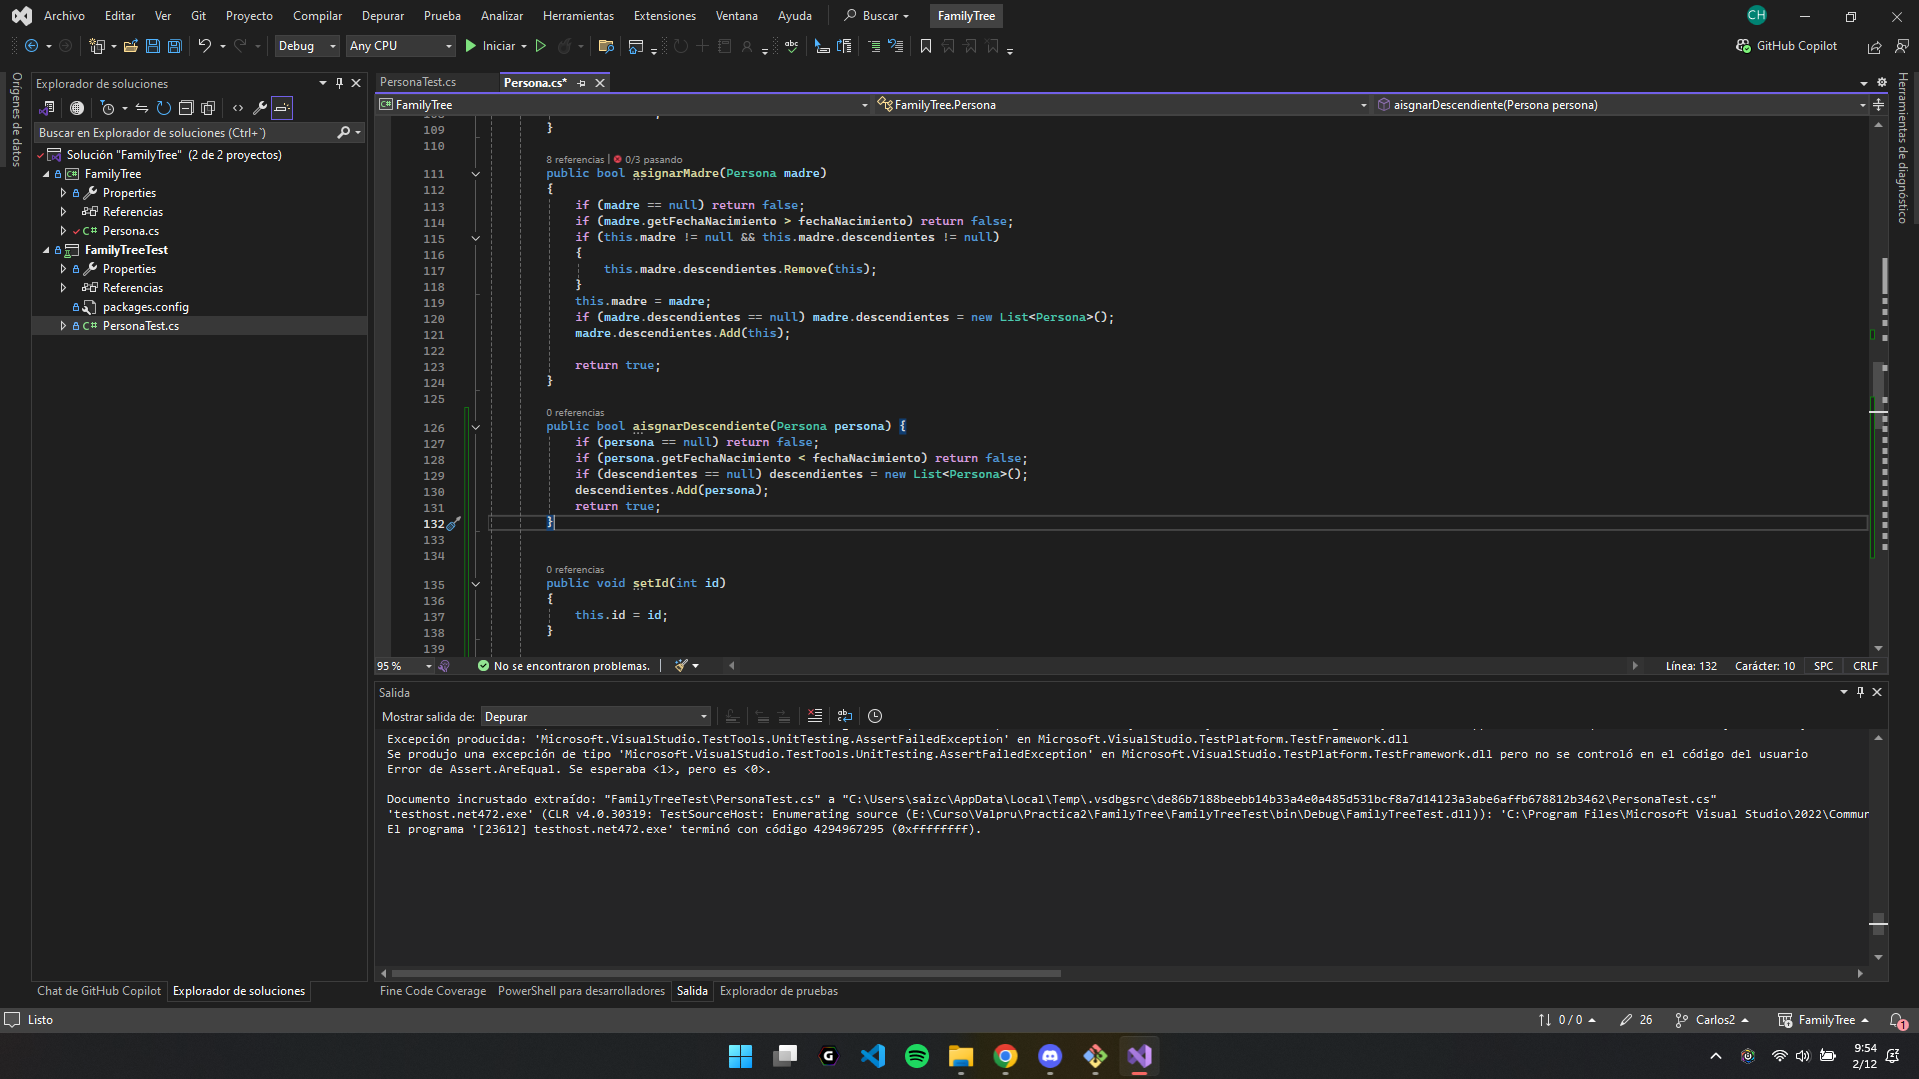 Archivo Editar Ver Git Proyecto Compilar Depurar Prueba Analizar Herramientas Extensiones Ventana Ayuda Buscar FamilyTree CH
Debug Any CPU Iniciar GitHub Copilot
Orígenes de datos
Explorador de soluciones
Buscar en Explorador de soluciones (Ctrl+`)
Solución "FamilyTree" (2 de 2 proyectos)
FamilyTree
Properties
Referencias
C# Persona.cs
FamilyTreeTest
Properties
Referencias
packages.config
C# PersonaTest.cs
Chat de GitHub Copilot Explorador de soluciones
PersonaTest.cs Persona.cs*
FamilyTree FamilyTree.Persona aisgnarDescendiente(Persona persona)
109 }
110
8 referencias | 0/3 pasando
111 public bool asignarMadre(Persona madre)
112 {
113 if (madre == null) return false;
114 if (madre.getFechaNacimiento > fechaNacimiento) return false;
115 if (this.madre != null && this.madre.descendientes != null)
116 {
117 this.madre.descendientes.Remove(this);
118 }
119 this.madre = madre;
120 if (madre.descendientes == null) madre.descendientes = new List<Persona>();
121 madre.descendientes.Add(this);
122
123 return true;
124 }
125
0 referencias
126 public bool aisgnarDescendiente(Persona persona) {
127 if (persona == null) return false;
128 if (persona.getFechaNacimiento < fechaNacimiento) return false;
129 if (descendientes == null) descendientes = new List<Persona>();
130 descendientes.Add(persona);
131 return true;
132 }
133
134
0 referencias
135 public void setId(int id)
136 {
137 this.id = id;
138 }
139
95 % No se encontraron problemas. Línea: 132 Carácter: 10 SPC CRLF
Herramientas de diagnóstico
Salida
Mostrar salida de: Depurar
Excepción producida: 'Microsoft.VisualStudio.TestTools.UnitTesting.AssertFailedException' en Microsoft.VisualStudio.TestPlatform.TestFramework.dll
Se produjo una excepción de tipo 'Microsoft.VisualStudio.TestTools.UnitTesting.AssertFailedException' en Microsoft.VisualStudio.TestPlatform.TestFramework.dll pero no se controló en el código del usuario
Error de Assert.AreEqual. Se esperaba <1>, pero es <0>.
Documento incrustado extraído: "FamilyTreeTest\PersonaTest.cs" a "C:\Users\saizc\AppData\Local\Temp\.vsdbgsrc\de86b7188beebb14b33a4e0a485d531bcf8a7d14123a3abe6affb678812b3462\PersonaTest.cs"
'testhost.net472.exe' (CLR v4.0.30319: TestSourceHost: Enumerating source (E:\Curso\Valpru\Practica2\FamilyTree\FamilyTreeTest\bin\Debug\FamilyTreeTest.dll)): 'C:\Program Files\Microsoft Visual Studio\2022\Commur
El programa '[23612] testhost.net472.exe' terminó con código 4294967295 (0xffffffff).
Fine Code Coverage PowerShell para desarrolladores Salida Explorador de pruebas
Listo 0 / 0 26 Carlos2 FamilyTree 1
9:54
2/12